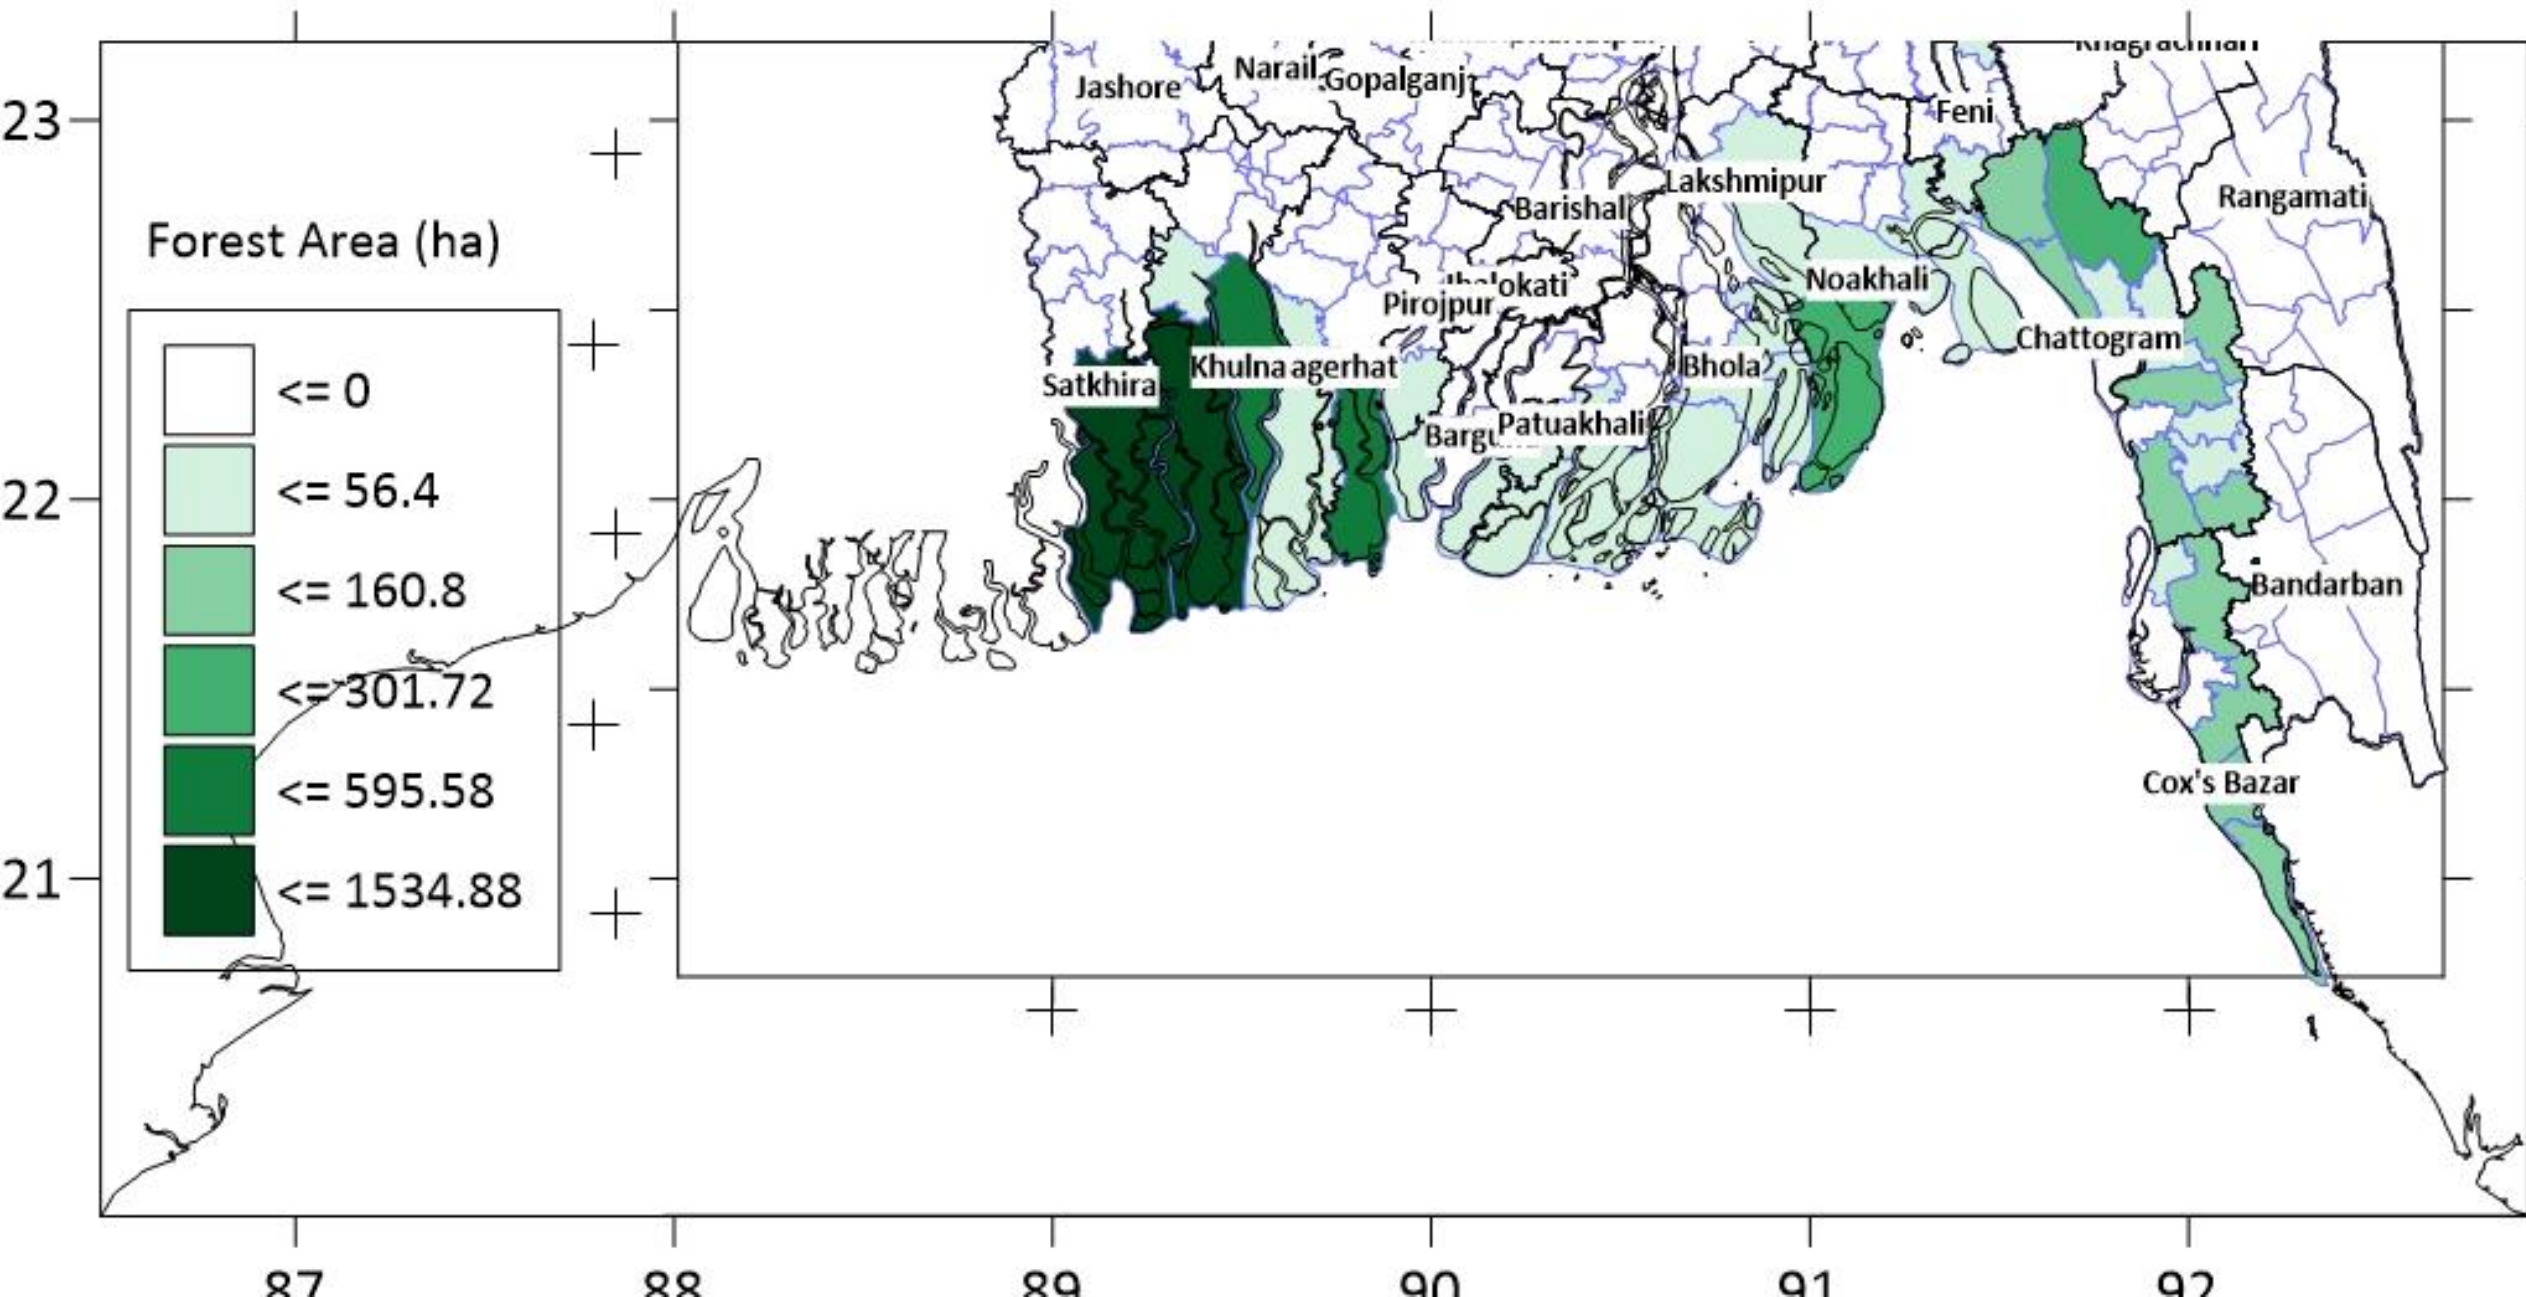 Jashore
Narail
Gopalganj
Feni
23
Lakshmipur
Barishal
Rangamati
Forest Area (ha)
Noakhali
Pirojpur
Chattogram
Khulna agerhat
Bhola
Satkhira
<= 0
Patuakhali
<= 56.4
22
<= 160.8
Bandarban
<= 301.72
Cox's Bazar
<= 595.58
21
<= 1534.88
87 88 89 90 91 92